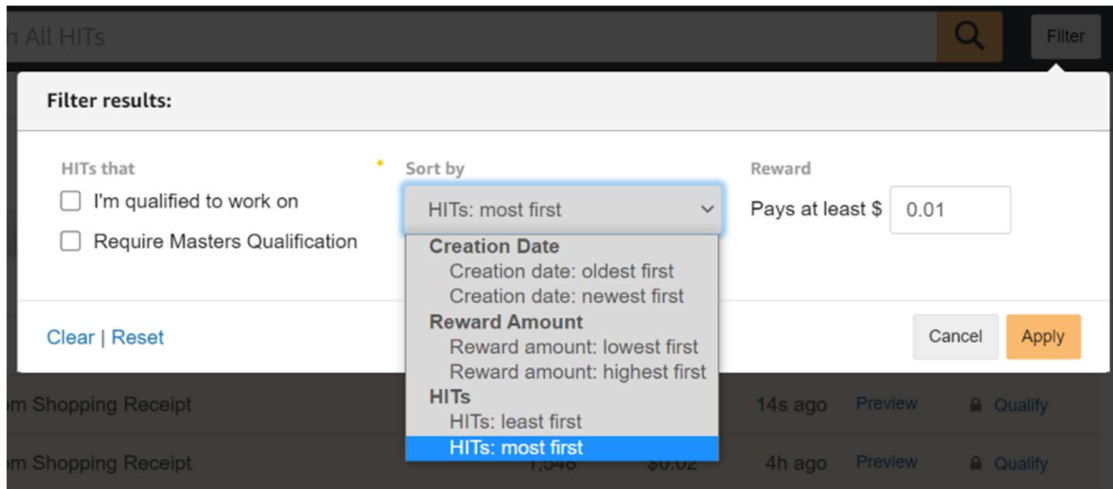 h All HITs
Filter
Filter results:
HITs that
I'm qualified to work on
Require Masters Qualification
Sort by
HITs: most first
Creation Date
Creation date: oldest first
Creation date: newest first
Reward Amount
Reward amount: lowest first
Reward amount: highest first
HITs
HITs: least first
HITs: most first
Reward
Pays at least $ 0.01
Clear | Reset
Cancel Apply
om Shopping Receipt 14s ago Preview Qualify
om Shopping Receipt 1,548 $0.02 4h ago Preview Qualify